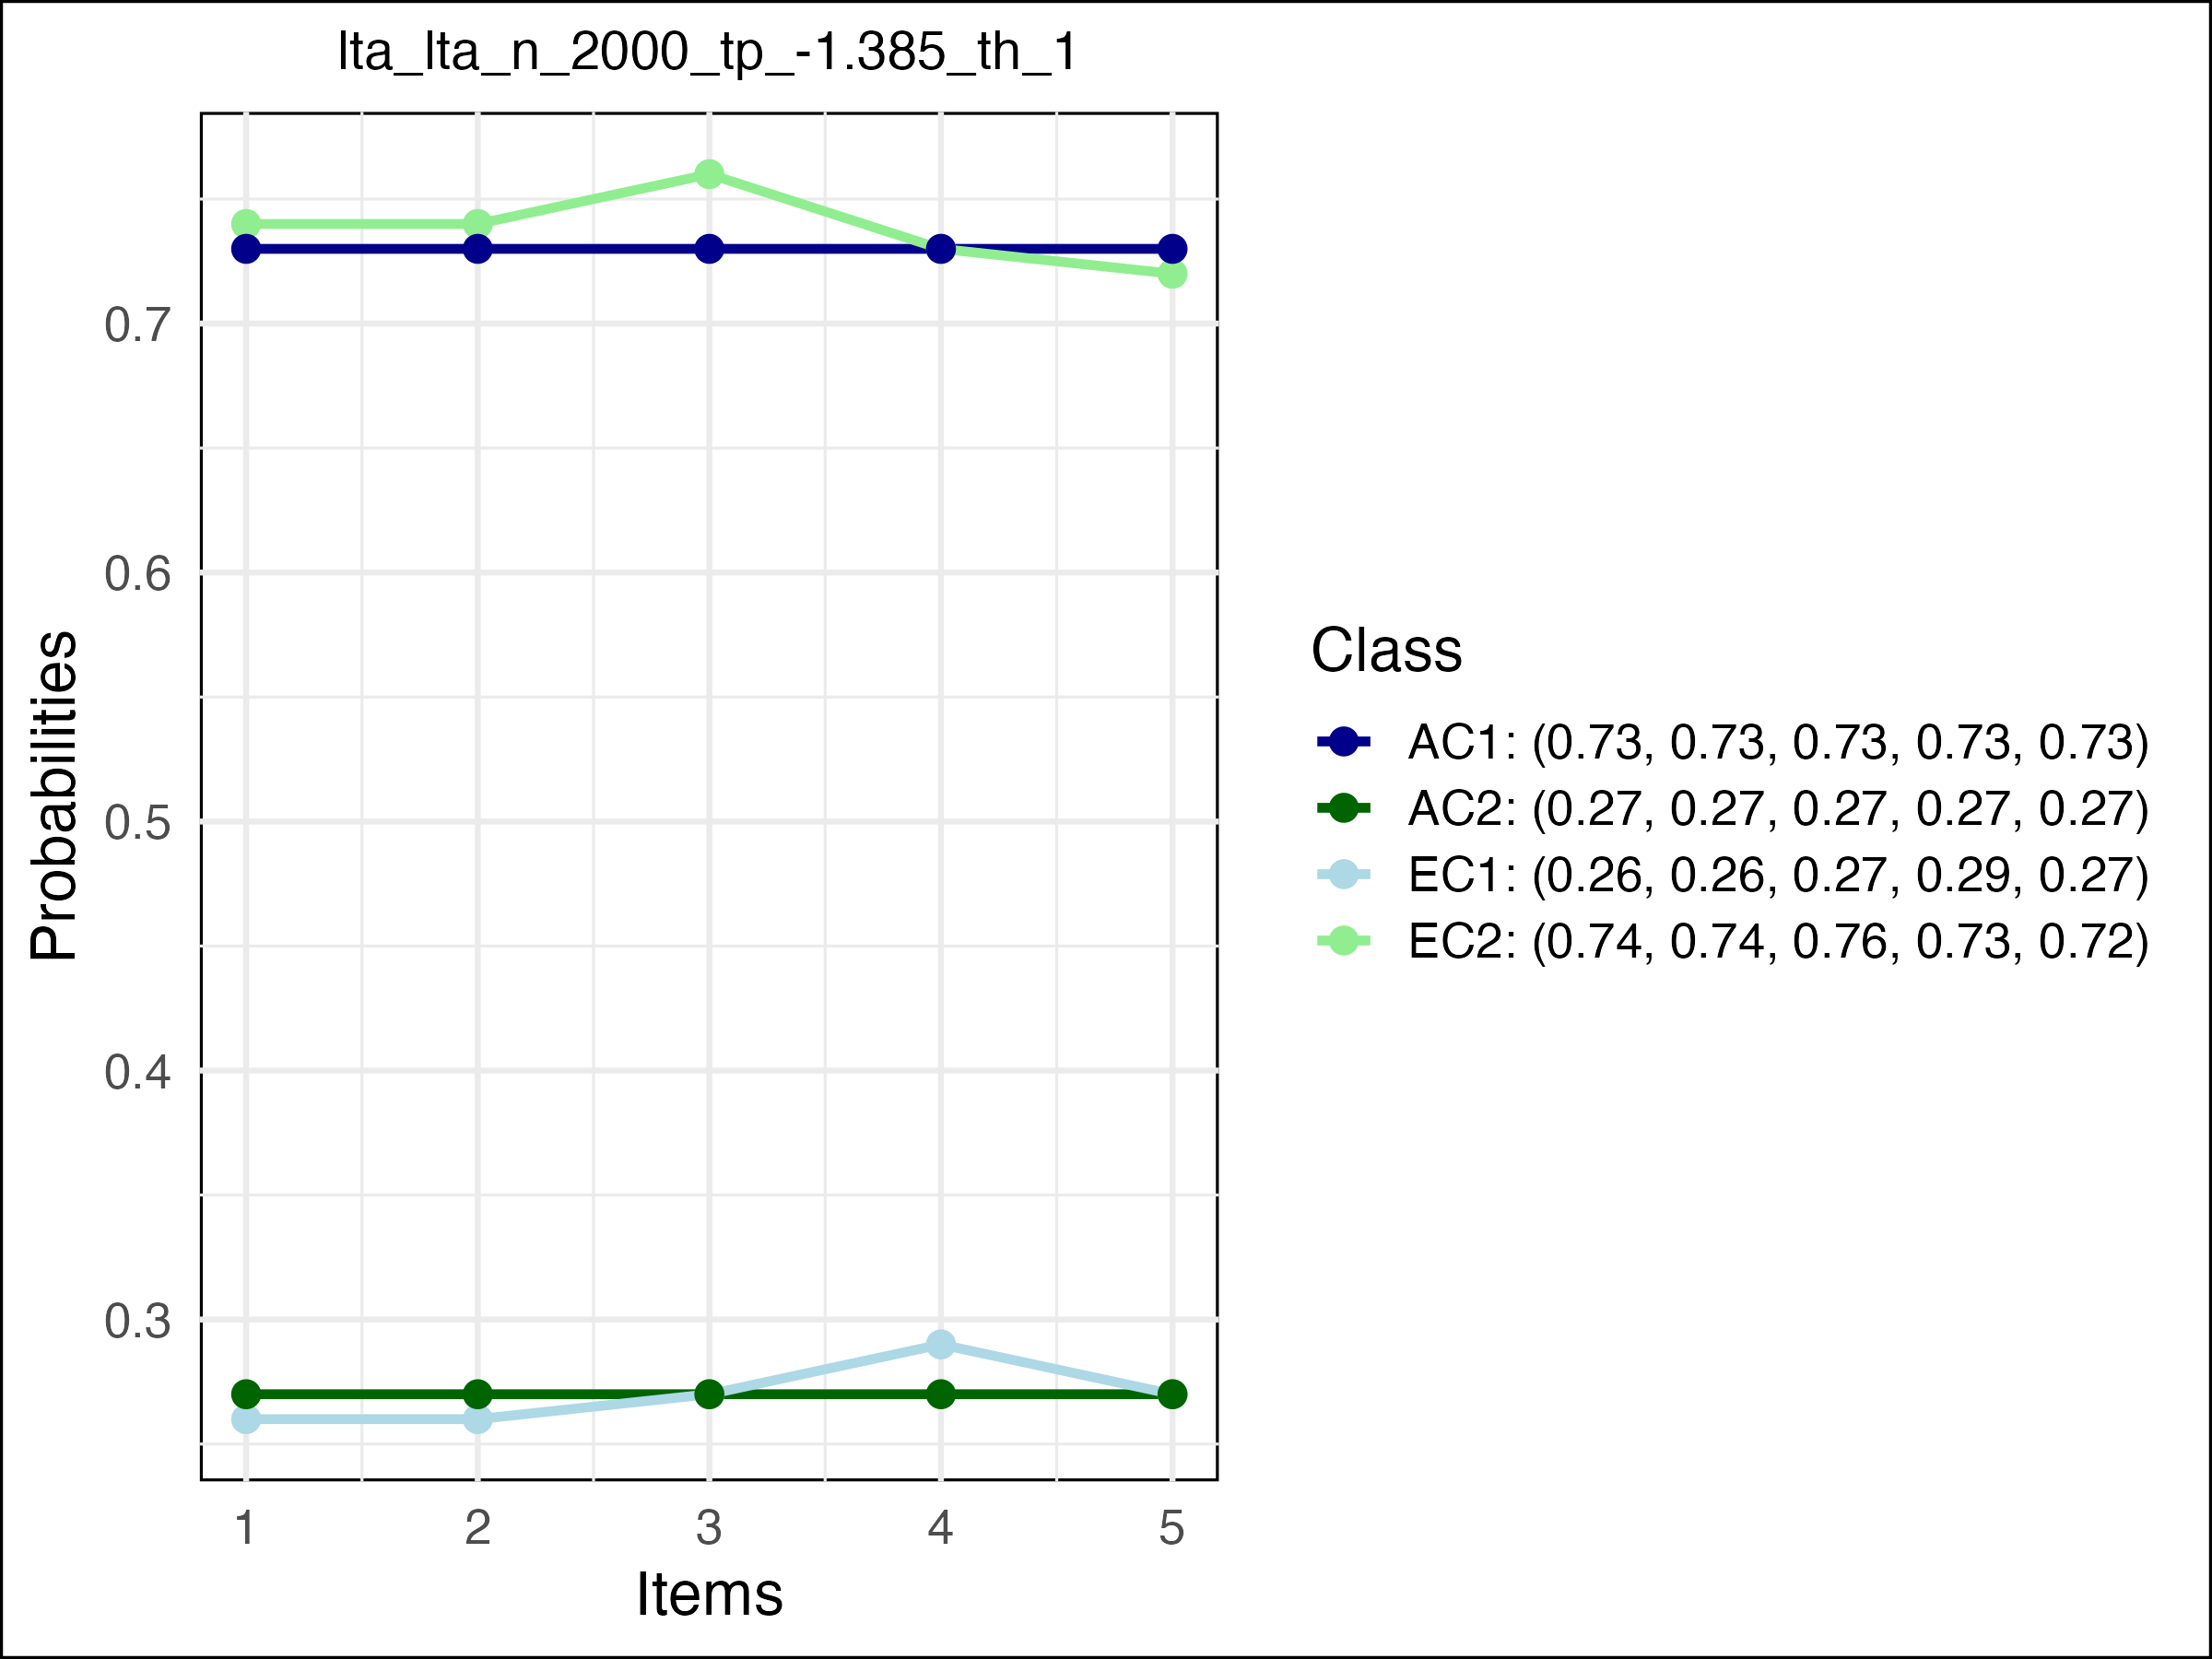 lta_lta_n_2000_tp_-1.385_th_1
Probabilities
0.7
0.6
0.5
0.4
0.3
1 2 3 4 5
Items
Class
AC1: (0.73, 0.73, 0.73, 0.73, 0.73)
AC2: (0.27, 0.27, 0.27, 0.27, 0.27)
EC1: (0.26, 0.26, 0.27, 0.29, 0.27)
EC2: (0.74, 0.74, 0.76, 0.73, 0.72)